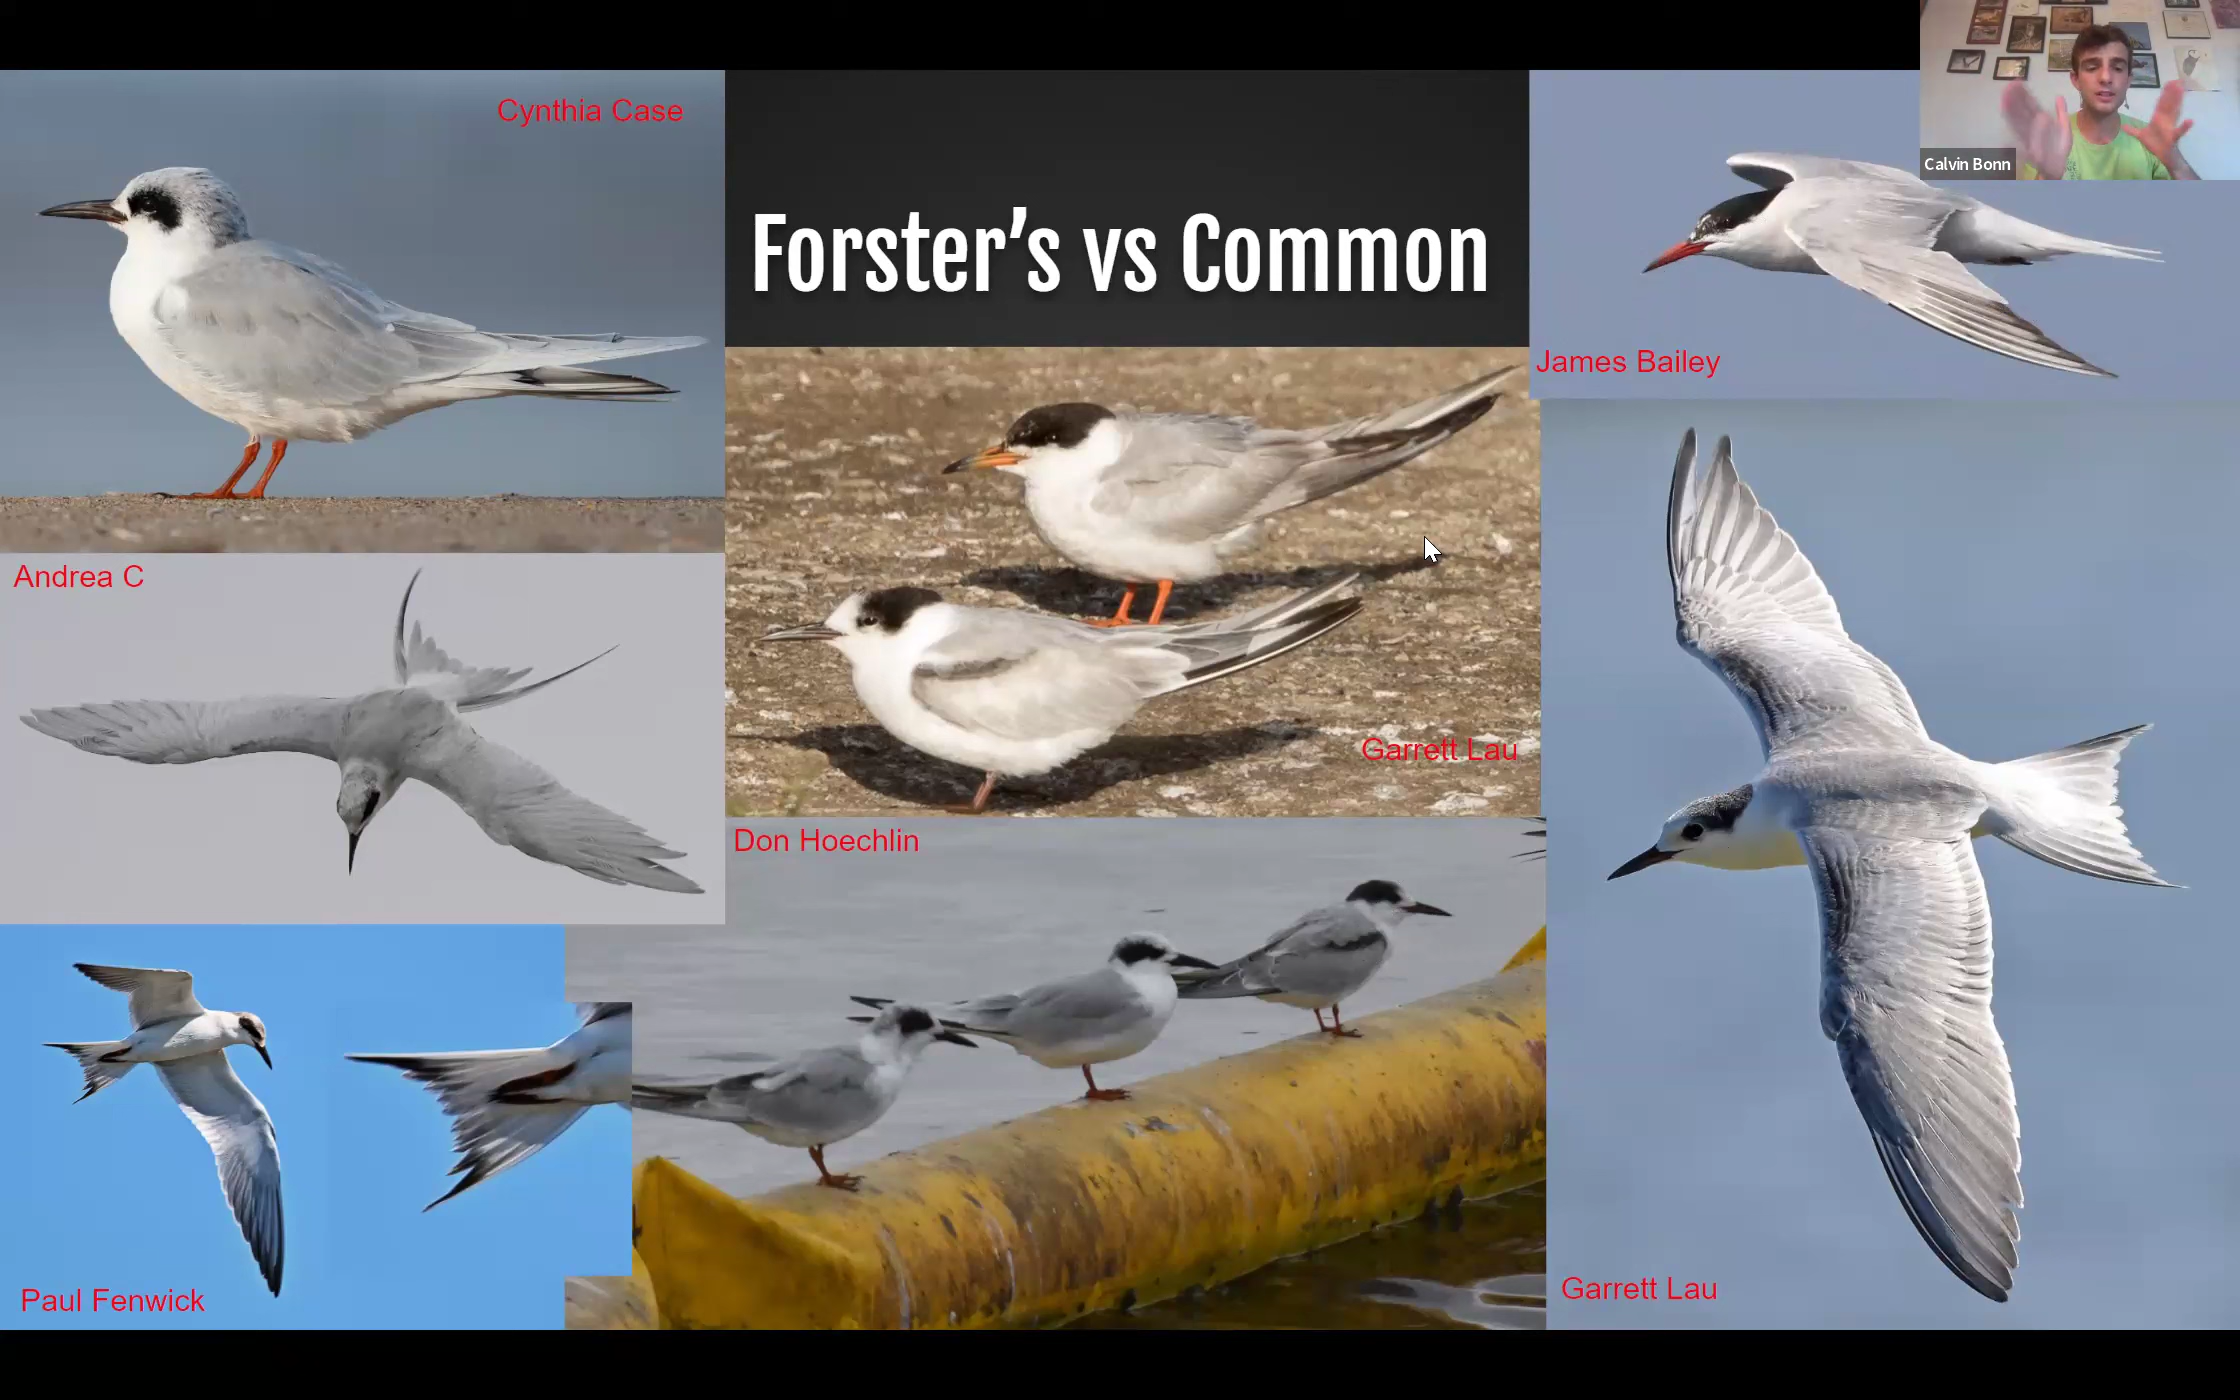 Cynthia Case
Forster's vs Common
Calvin Bonn
James Bailey
Andrea C
Garrett Lau
Don Hoechlin
Paul Fenwick
Garrett Lau